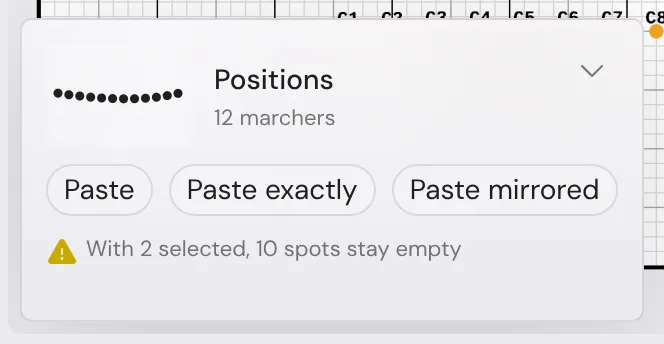 C1 C2 C3 C4 C5 C6 C7 C8
Positions
12 marchers
Paste
Paste exactly
Paste mirrored
With 2 selected, 10 spots stay empty